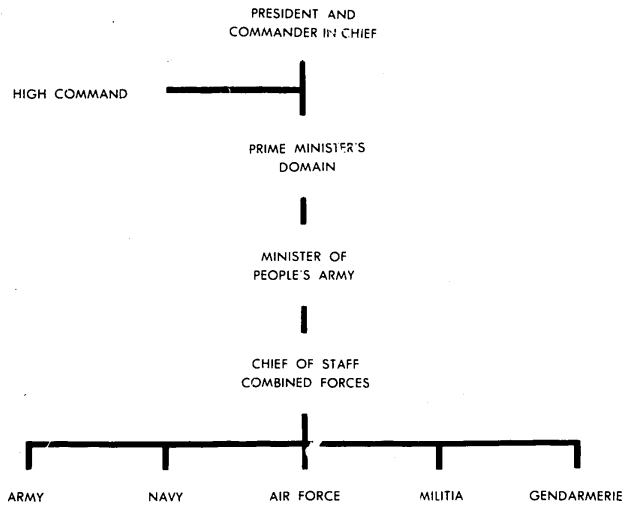 PRESIDENT AND
COMMANDER IN CHIEF
HIGH COMMAND
PRIME MINISTER'S
DOMAIN
MINISTER OF
PEOPLE'S ARMY
CHIEF OF STAFF
COMBINED FORCES
ARMY NAVY AIR FORCE MILITIA GENDARMERIE